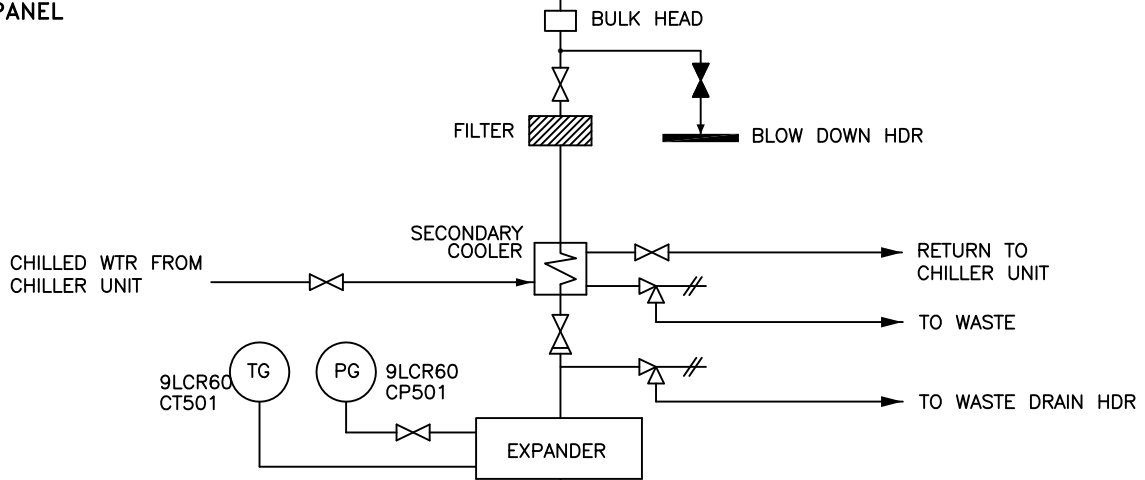 PANEL
BULK HEAD
FILTER
BLOW DOWN HDR
SECONDARY
COOLER
CHILLED WTR FROM
CHILLER UNIT
RETURN TO
CHILLER UNIT
TO WASTE
TG
9LCR60
CT501
PG
9LCR60
CP501
TO WASTE DRAIN HDR
EXPANDER